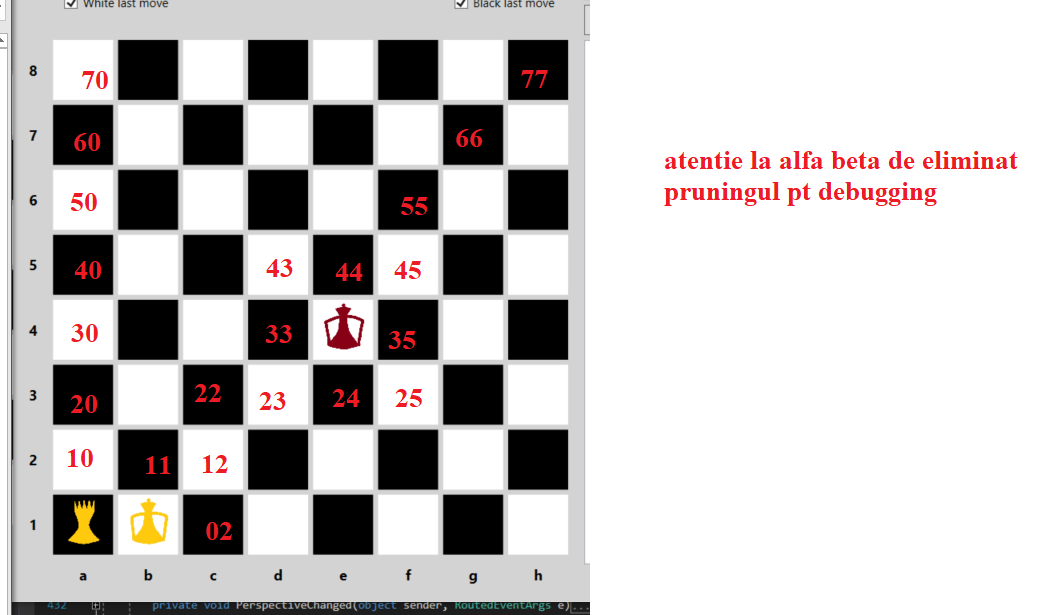 White last move Black last move
8 70 77
7 60 66
6 50 55
5 40 43 44 45
4 30 33 35
3 20 22 23 24 25
2 10 11 12
1 02
a b c d e f g h
atentie la alfa beta de eliminat
pruningul pt debugging
432 private void PerspectiveChanged(object sender, RoutedEventArgs e)...